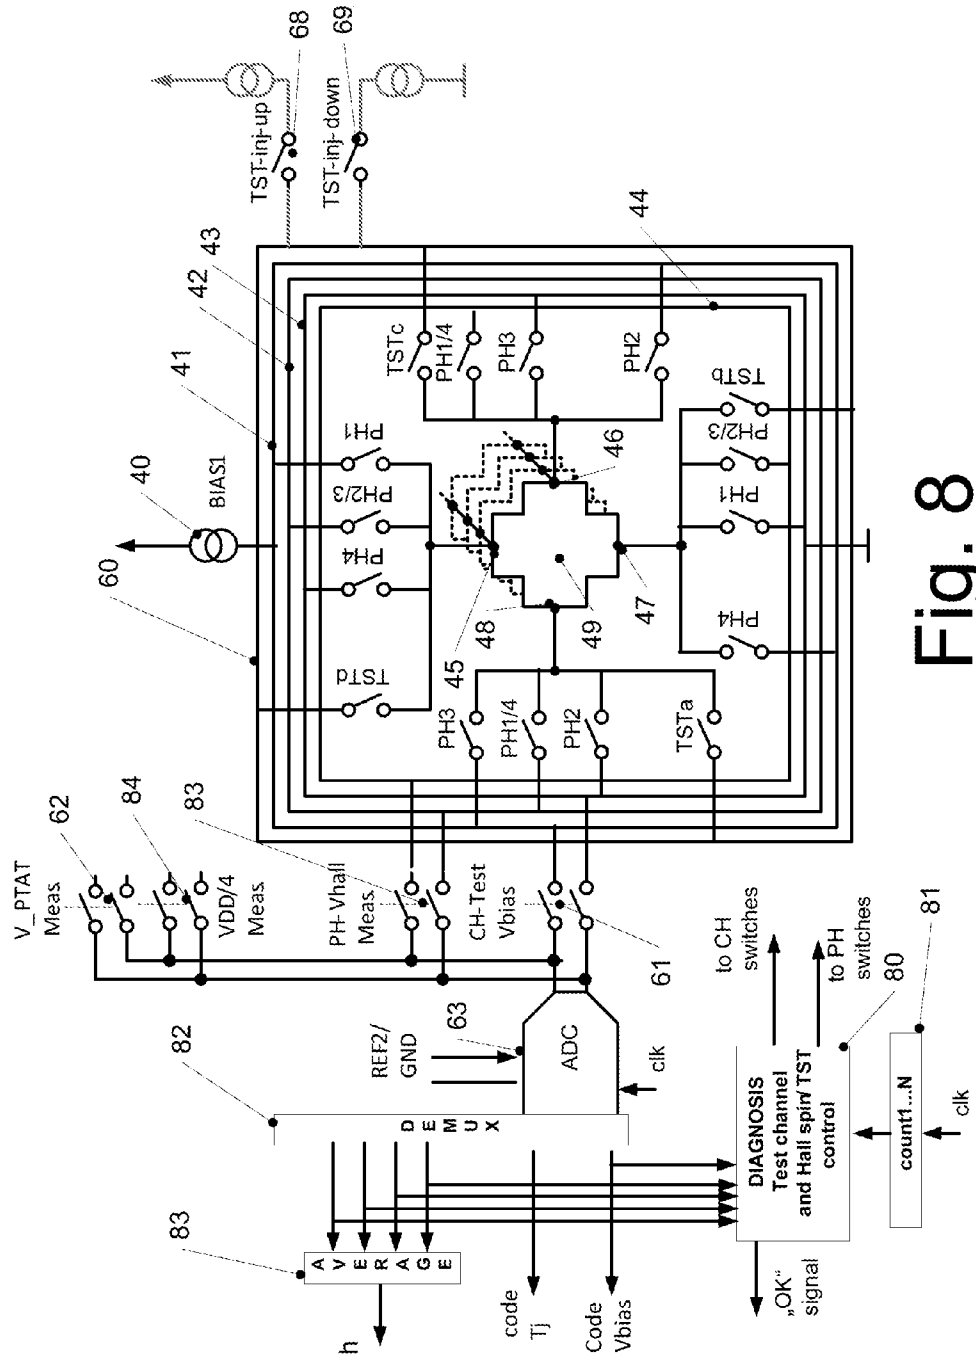 68
69
TST-inj-up
TST-inj-down
44
43
42
41
40
BIAS1
60
TSTc
PH1/4
PH3
PH2
PH1
PH2/3
PH4
TSTd
TSTb
PH2/3
PH1
PH4
46
45
48
49
47
PH3
PH1/4
PH2
TSTa
62
84
83
V_PTAT
Meas.
VDD/4
Meas.
PH-Vhall
Meas.
CH-Test
Vbias
61
63
82
REF2/
GND
ADC
clk
DEMUX
83
AVERAGE
h
code
Tj
Code
Vbias
to CH
switches
to PH
switches
80
81
DIAGNOSIS
Test channel
and Hall spin/TST
control
count1...N
clk
„OK"
signal
Fig. 8